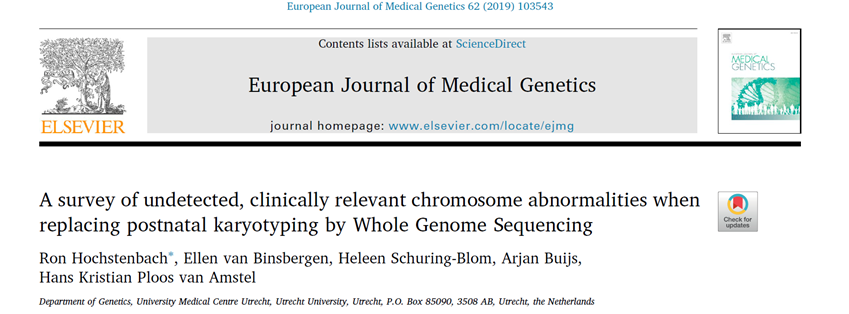 European Journal of Medical Genetics 62 (2019) 103543
Contents lists available at ScienceDirect
European Journal of Medical Genetics
journal homepage: www.elsevier.com/locate/ejmg
ELSEVIER
MEDICAL
GENETICS
A survey of undetected, clinically relevant chromosome abnormalities when
replacing postnatal karyotyping by Whole Genome Sequencing
Check for
updates
Ron Hochstenbach*, Ellen van Binsbergen, Heleen Schuring-Blom, Arjan Buijs,
Hans Kristian Ploos van Amstel
Department of Genetics, University Medical Centre Utrecht, Utrecht University, Utrecht, P.O. Box 85090, 3508 AB, Utrecht, the Netherlands